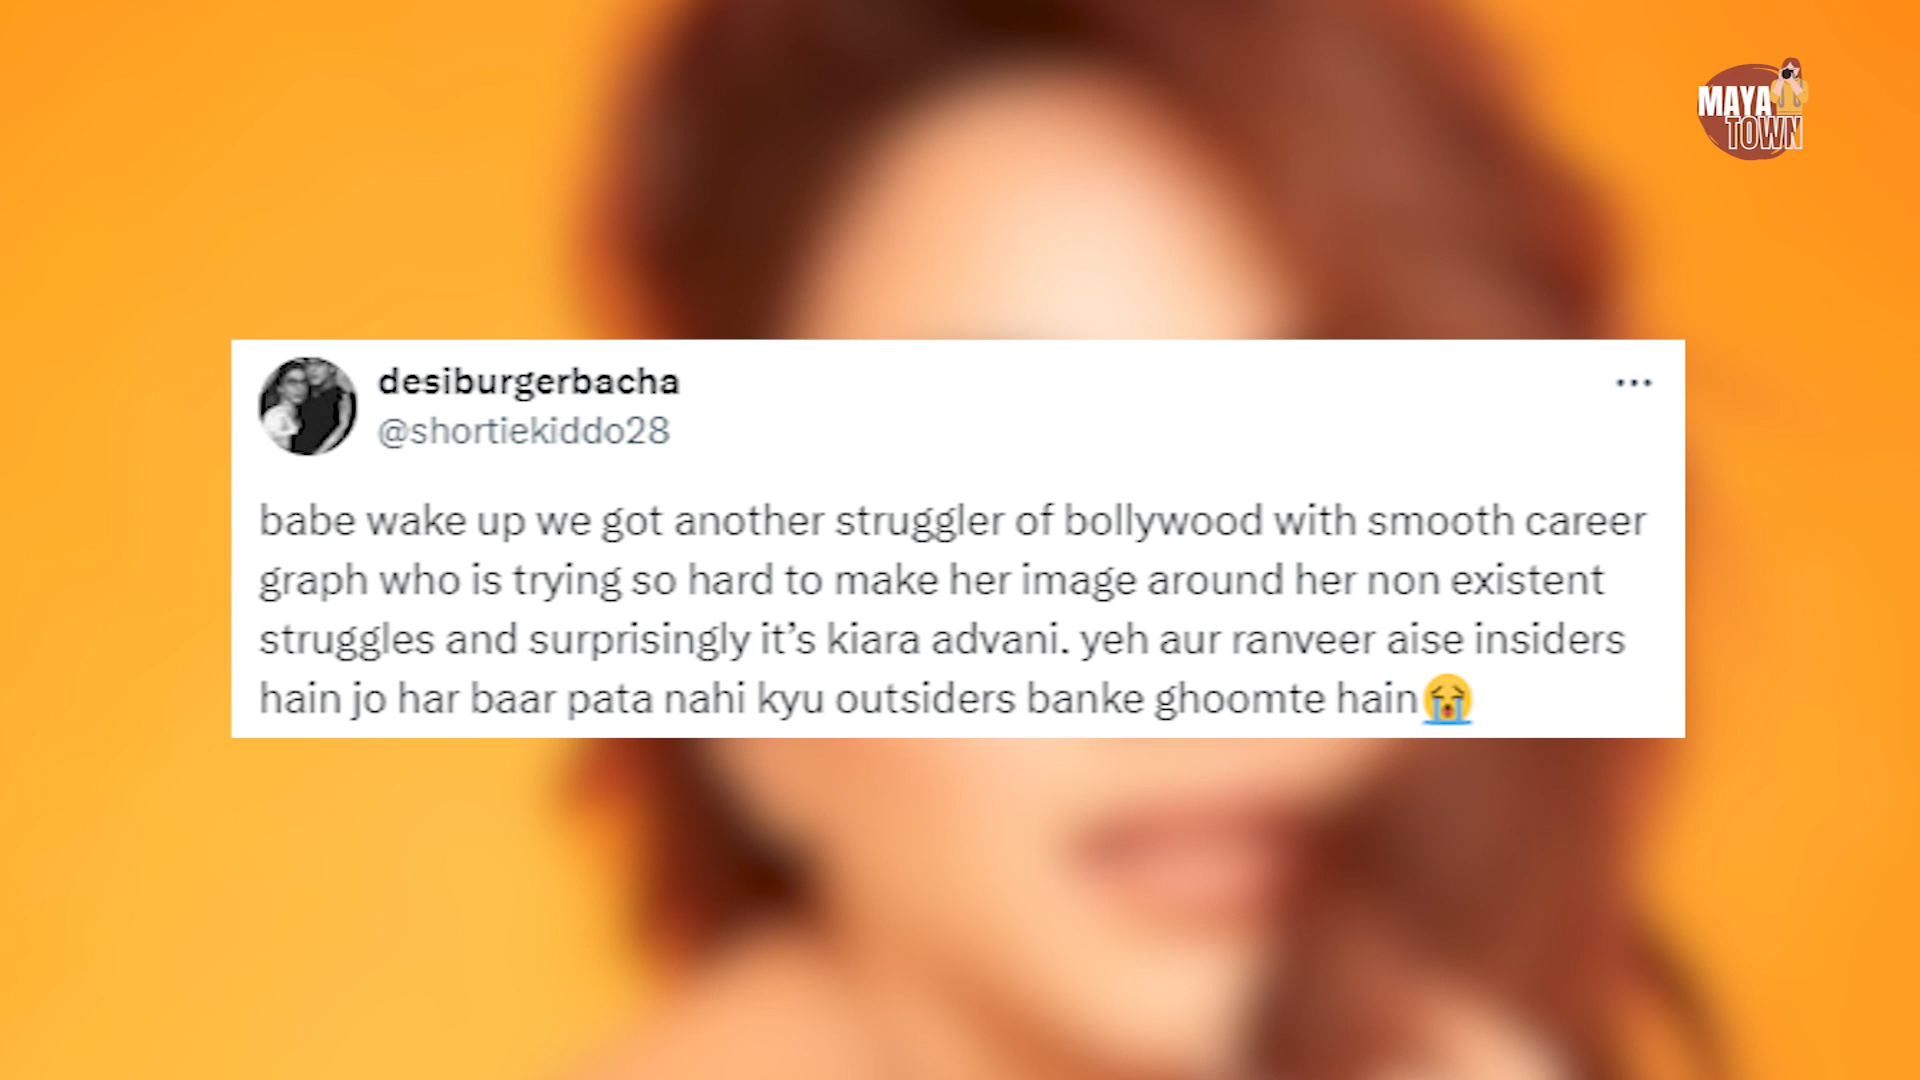 MAYA
TOWN
desiburgerbacha
@shortiekiddo28
babe wake up we got another struggler of bollywood with smooth career
graph who is trying so hard to make her image around her non existent
struggles and surprisingly it’s kiara advani. yeh aur ranveer aise insiders
hain jo har baar pata nahi kyu outsiders banke ghoomte hain😭